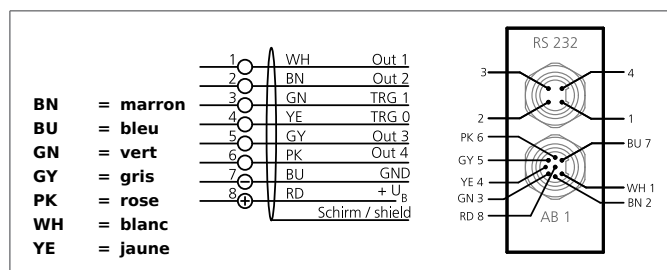 1 WH Out 1
2 BN Out 2
3 GN TRG 1
4 YE TRG 0
5 GY Out 3
6 PK Out 4
7 BU GND
8 RD + UB
Schirm / shield
BN = marron
BU = bleu
GN = vert
GY = gris
PK = rose
WH = blanc
YE = jaune
RS 232
3 4
2 1
PK 6
BU 7
GY 5
YE 4
WH 1
GN 3
BN 2
RD 8
AB 1